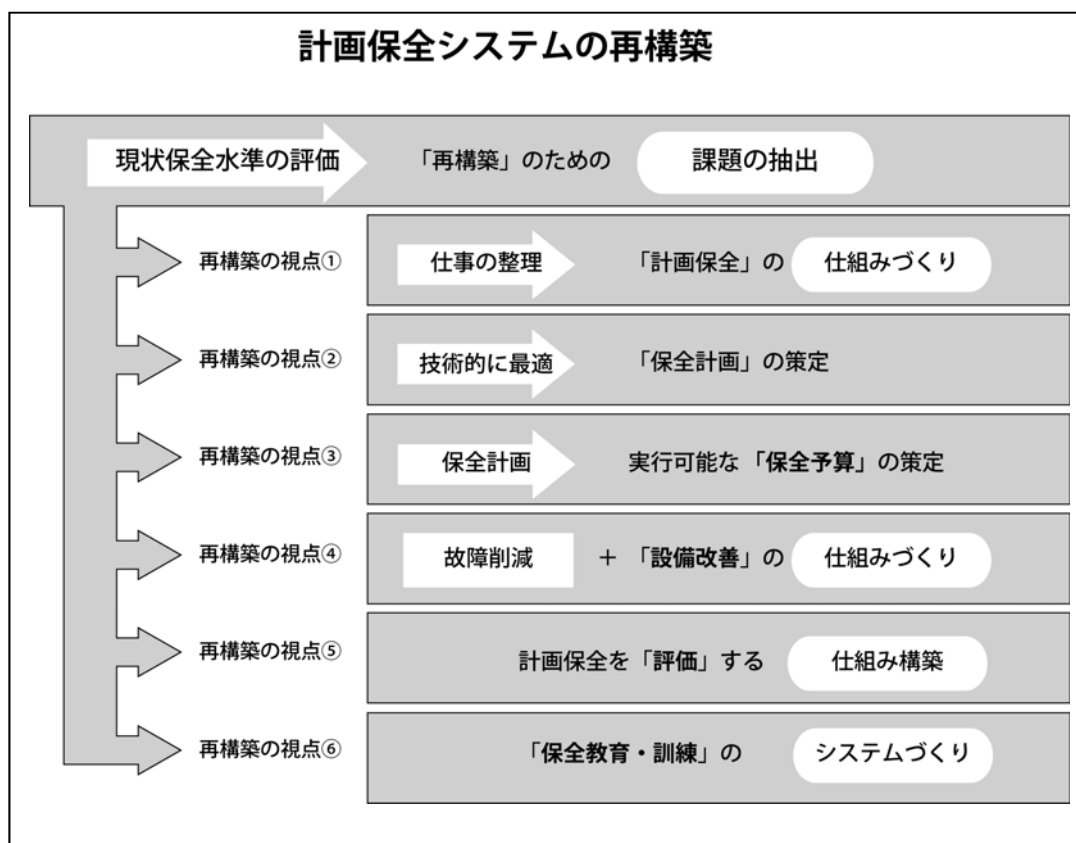 計画保全システムの再構築
現状保全水準の評価 「再構築」のための 課題の抽出
再構築の視点① 仕事の整理 「計画保全」の 仕組みづくり
再構築の視点② 技術的に最適 「保全計画」の策定
再構築の視点③ 保全計画 実行可能な「保全予算」の策定
再構築の視点④ 故障削減 + 「設備改善」の 仕組みづくり
再構築の視点⑤ 計画保全を「評価」する 仕組み構築
再構築の視点⑥ 「保全教育・訓練」の システムづくり